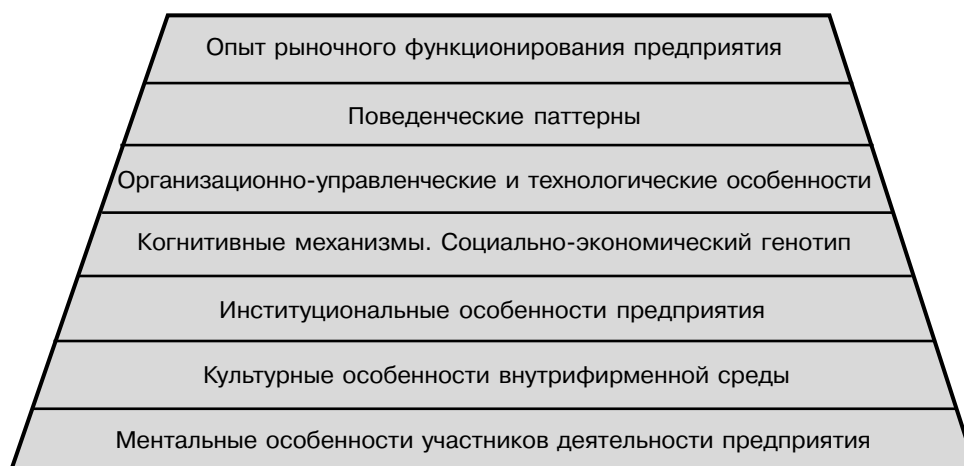 Опыт рыночного функционирования предприятия
Поведенческие паттерны
Организационно-управленческие и технологические особенности
Когнитивные механизмы. Социально-экономический генотип
Институциональные особенности предприятия
Культурные особенности внутрифирменной среды
Ментальные особенности участников деятельности предприятия